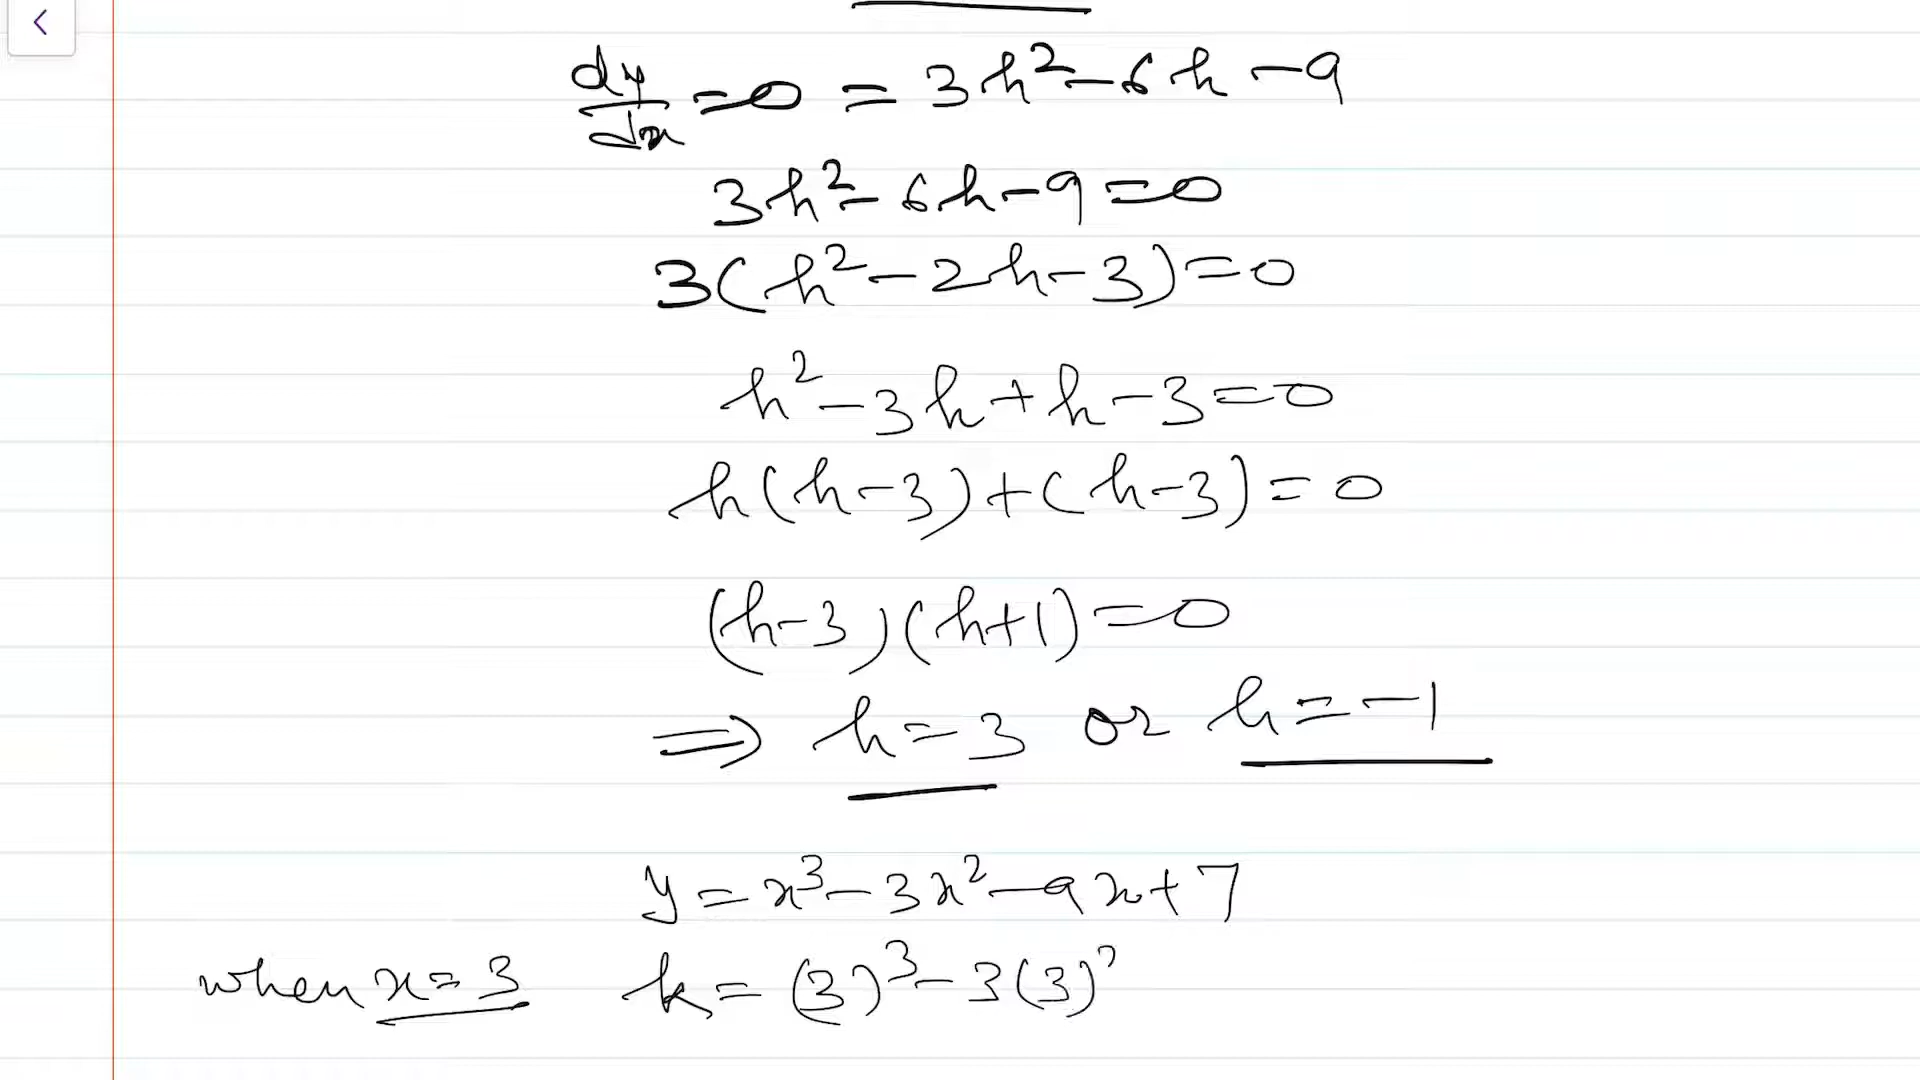 dy/dx = 0 = 3h² - 6h - 9
3h² - 6h - 9 = 0
3(h² - 2h - 3) = 0
h² - 3h + h - 3 = 0
h(h - 3) + (h - 3) = 0
(h - 3)(h + 1) = 0
⇒ h = 3 or h = -1
y = x³ - 3x² - 9x + 7
when x = 3 k = (3)³ - 3(3)